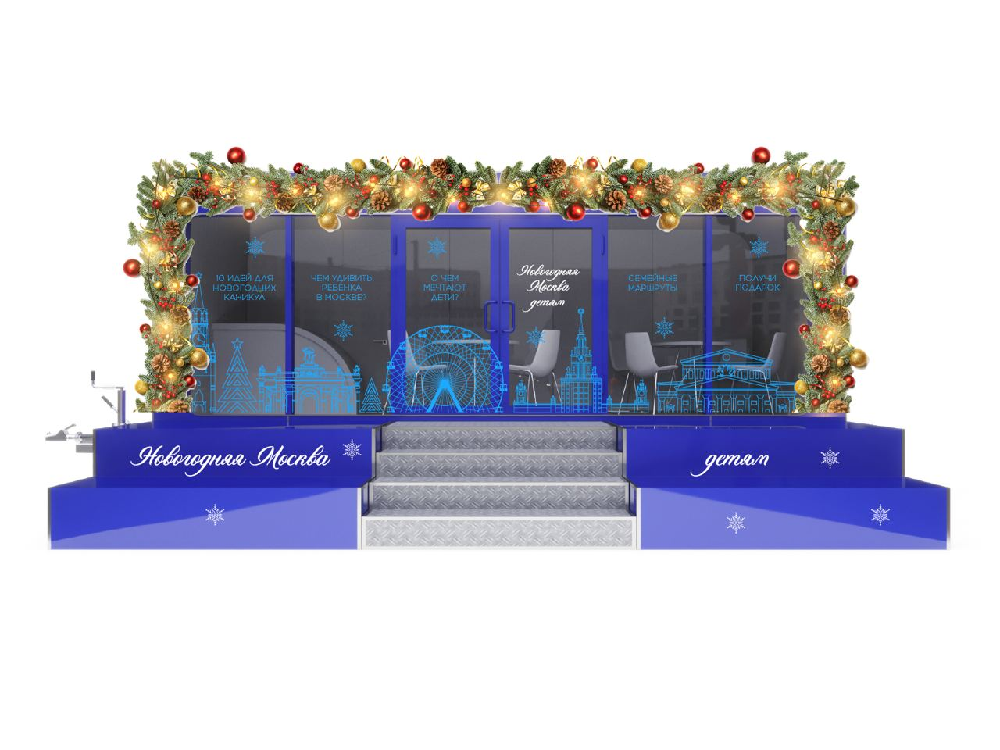 10 ИДЕЙ ДЛЯ
НОВОГОДНИХ
КАНИКУЛ
ЧЕМ УДИВИТЬ
РЕБЕНКА
В МОСКВЕ?
О ЧЕМ
МЕЧТАЮТ
ДЕТИ?
Новогодняя
Москва
детям
СЕМЕЙНЫЕ
МАРШРУТЫ
ПОЛУЧИ
ПОДАРОК
Новогодняя Москва
детям